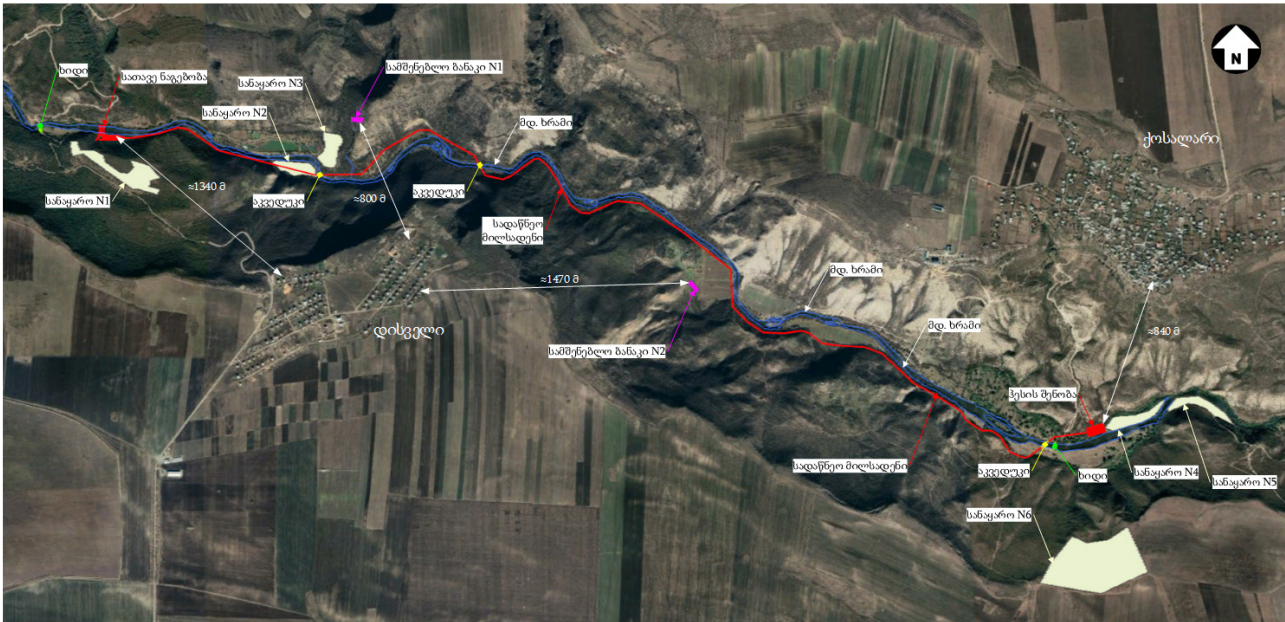 N
ხიდი
სათავე ნაგებობა
სანაყარო N3
სამშენებლო ბანაკი N1
სანაყარო N2
მდ. ხრამი
ქოსალარი
სანაყარო N1
≈1340 მ
აკვედუკი
≈800 მ
აკვედუკი
სადაწნეო
მილსადენი
≈1470 მ
მდ. ხრამი
დისველი
მდ. ხრამი
≈840 მ
სამშენებლო ბანაკი N2
ჰესის შენობა
სადაწნეო მილსადენი
აკვედუკი
ხიდი
სანაყარო N4
სანაყარო N5
სანაყარო N6